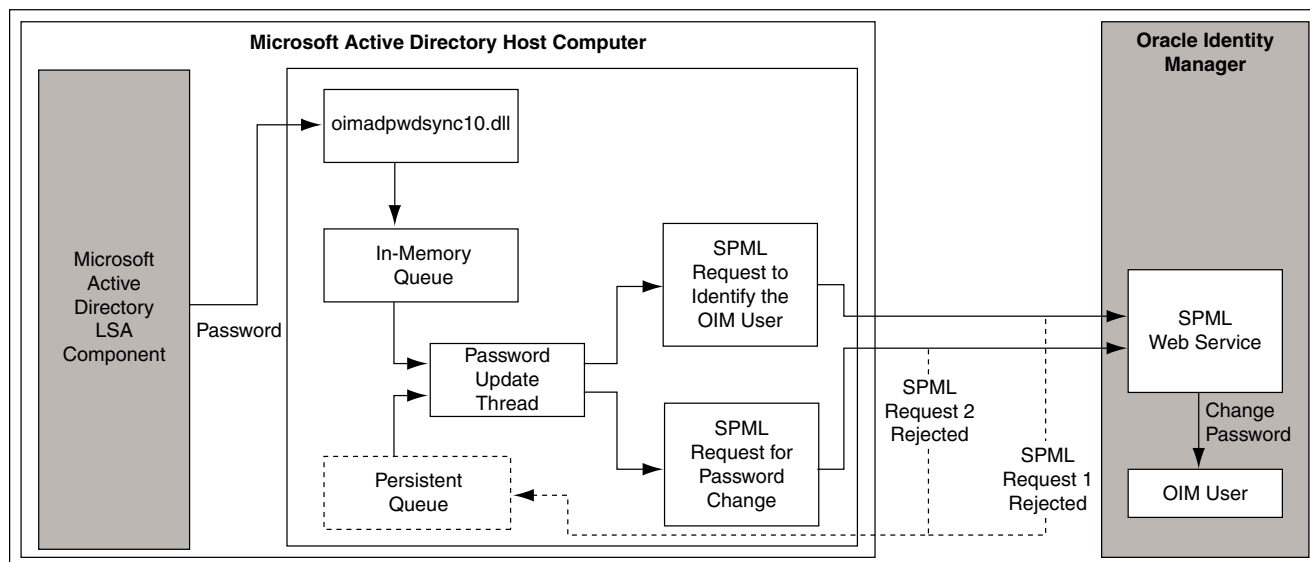 Microsoft Active Directory Host Computer
Oracle Identity
Manager
oimadpwdsync10.dll
Microsoft
Active
Directory
LSA
Component
Password
In-Memory
Queue
Password
Update
Thread
Persistent
Queue
SPML
Request to
Identify the
OIM User
SPML
Request for
Password
Change
SPML
Request 2
Rejected
SPML
Request 1
Rejected
SPML
Web Service
Change
Password
OIM User